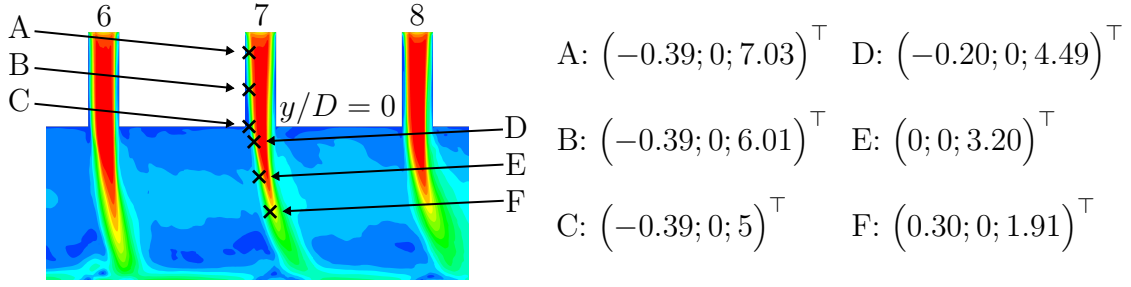 6 7 8
A
B
C
y/D = 0
D
E
F
A: (−0.39; 0; 7.03)⊤ D: (−0.20; 0; 4.49)⊤
B: (−0.39; 0; 6.01)⊤ E: (0; 0; 3.20)⊤
C: (−0.39; 0; 5)⊤ F: (0.30; 0; 1.91)⊤